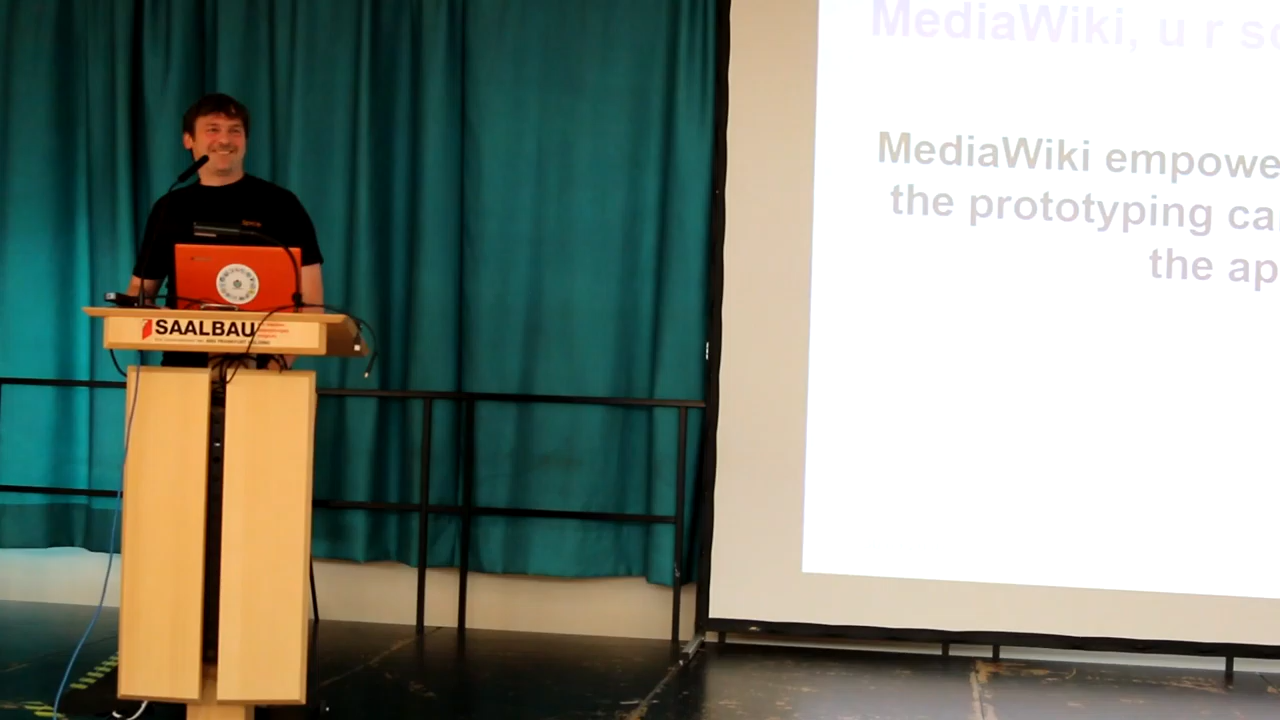 MediaWiki, u r so
MediaWiki empowe
the prototyping ca
the ap
SAALBAU